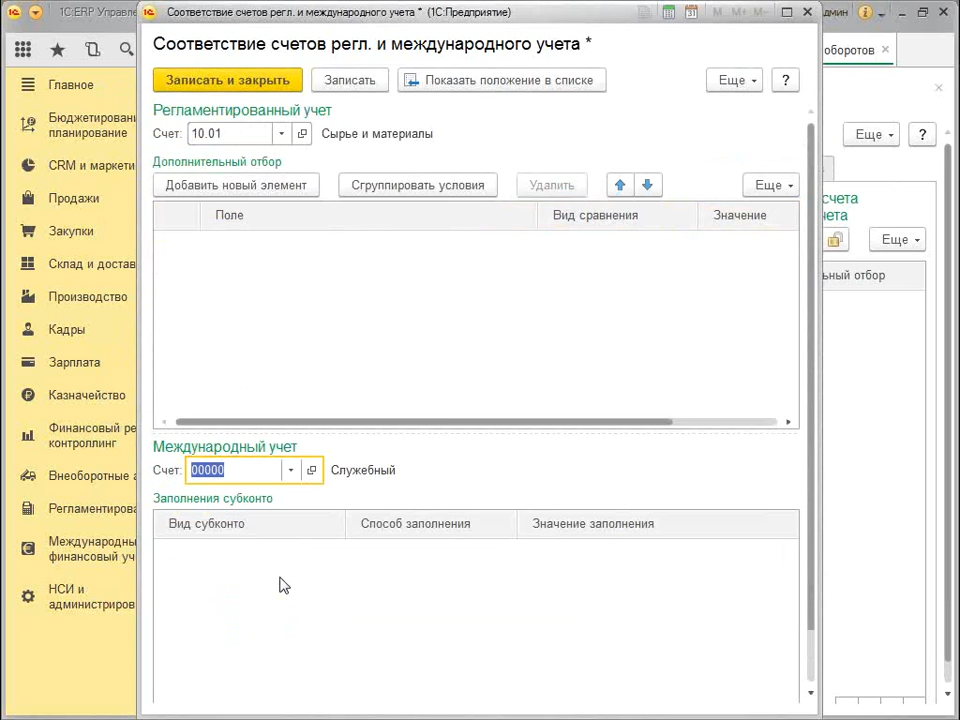 1С:ERP Управле
Соответствие счетов регл. и международного учета * (1С:Предприятие)
M M+ M−
дмин
Соответствие счетов регл. и международного учета *
оборотов
Записать и закрыть
Записать
Показать положение в списке
Еще
?
Главное
Регламентированный учет
Бюджетировани
планирование
Счет:
10.01
Сырье и материалы
Еще
?
CRM и маркети
Дополнительный отбор
Добавить новый элемент
Сгруппировать условия
Удалить
Еще
Продажи
счета
учета
Поле
Вид сравнения
Значение
Закупки
Еще
Склад и достав
ьный отбор
Производство
Кадры
Зарплата
Казначейство
Финансовый ре
контроллинг
Международный учет
Счет:
00000
Служебный
Внеоборотные а
Заполнения субконто
Регламентирова
Вид субконто
Способ заполнения
Значение заполнения
Международны
финансовый уч
НСИ и
администриров